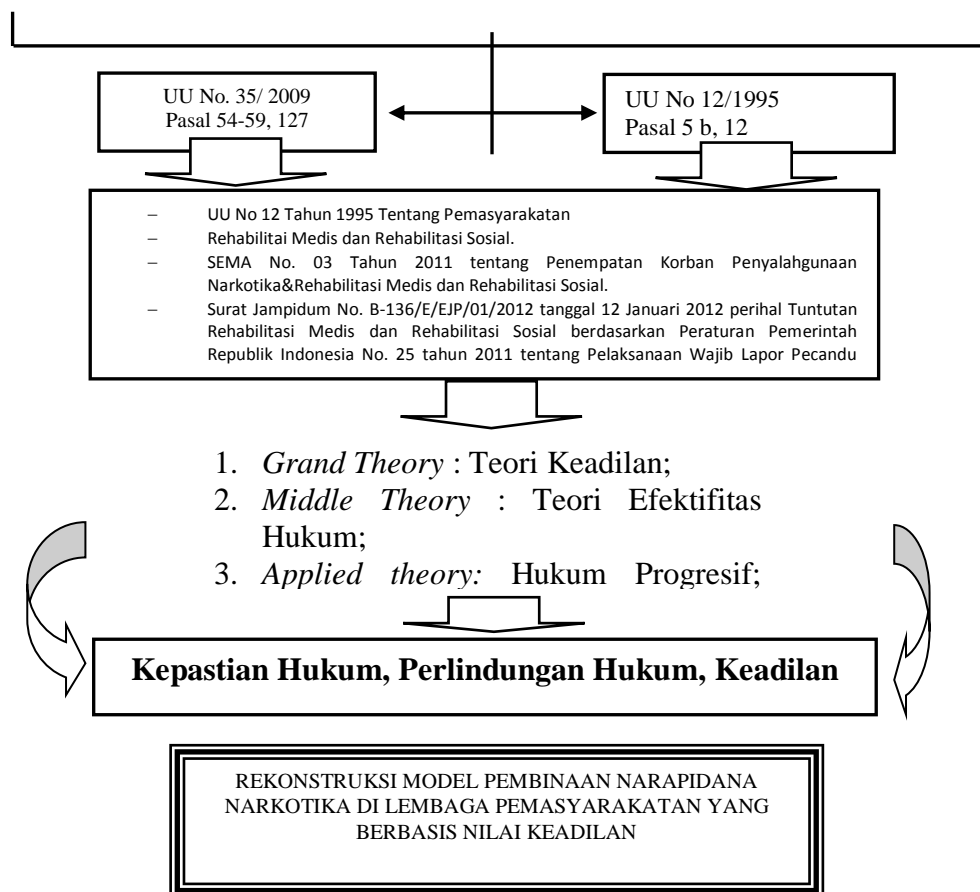 UU No. 35/ 2009
Pasal 54-59, 127
UU No 12/1995
Pasal 5 b, 12
– UU No 12 Tahun 1995 Tentang Pemasyarakatan
– Rehabilitai Medis dan Rehabilitasi Sosial.
– SEMA No. 03 Tahun 2011 tentang Penempatan Korban Penyalahgunaan
Narkotika&Rehabilitasi Medis dan Rehabilitasi Sosial.
– Surat Jampidum No. B-136/E/EJP/01/2012 tanggal 12 Januari 2012 perihal Tuntutan
Rehabilitasi Medis dan Rehabilitasi Sosial berdasarkan Peraturan Pemerintah
Republik Indonesia No. 25 tahun 2011 tentang Pelaksanaan Wajib Lapor Pecandu
1. Grand Theory : Teori Keadilan;
2. Middle Theory : Teori Efektifitas
Hukum;
3. Applied theory: Hukum Progresif;
Kepastian Hukum, Perlindungan Hukum, Keadilan
REKONSTRUKSI MODEL PEMBINAAN NARAPIDANA
NARKOTIKA DI LEMBAGA PEMASYARAKATAN YANG
BERBASIS NILAI KEADILAN